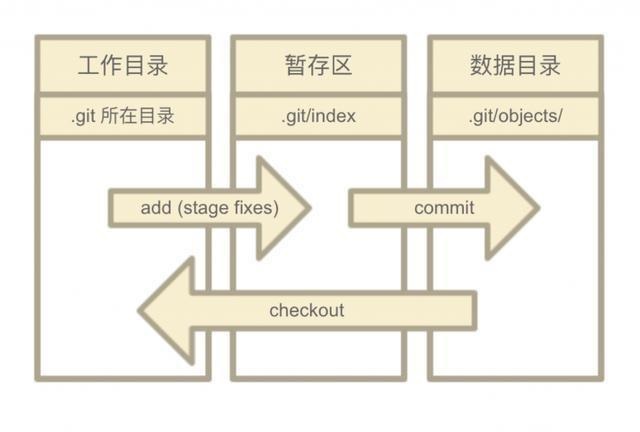 工作目录
暂存区
数据目录
.git 所在目录
.git/index
.git/objects/
add (stage fixes)
commit
checkout